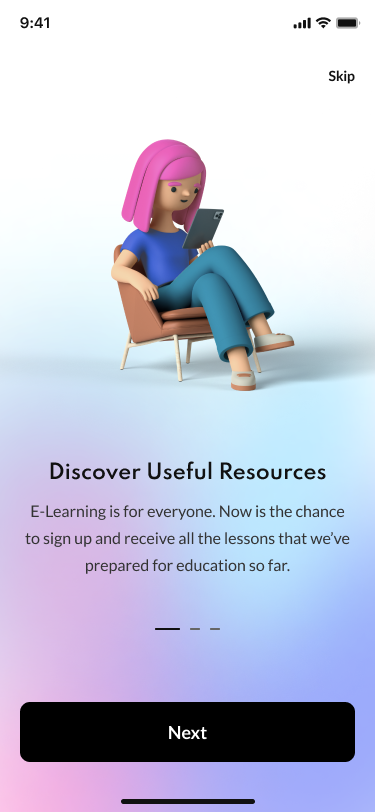 9:41
Skip
Discover Useful Resources
E-Learning is for everyone. Now is the chance
to sign up and receive all the lessons that we’ve
prepared for education so far.
Next